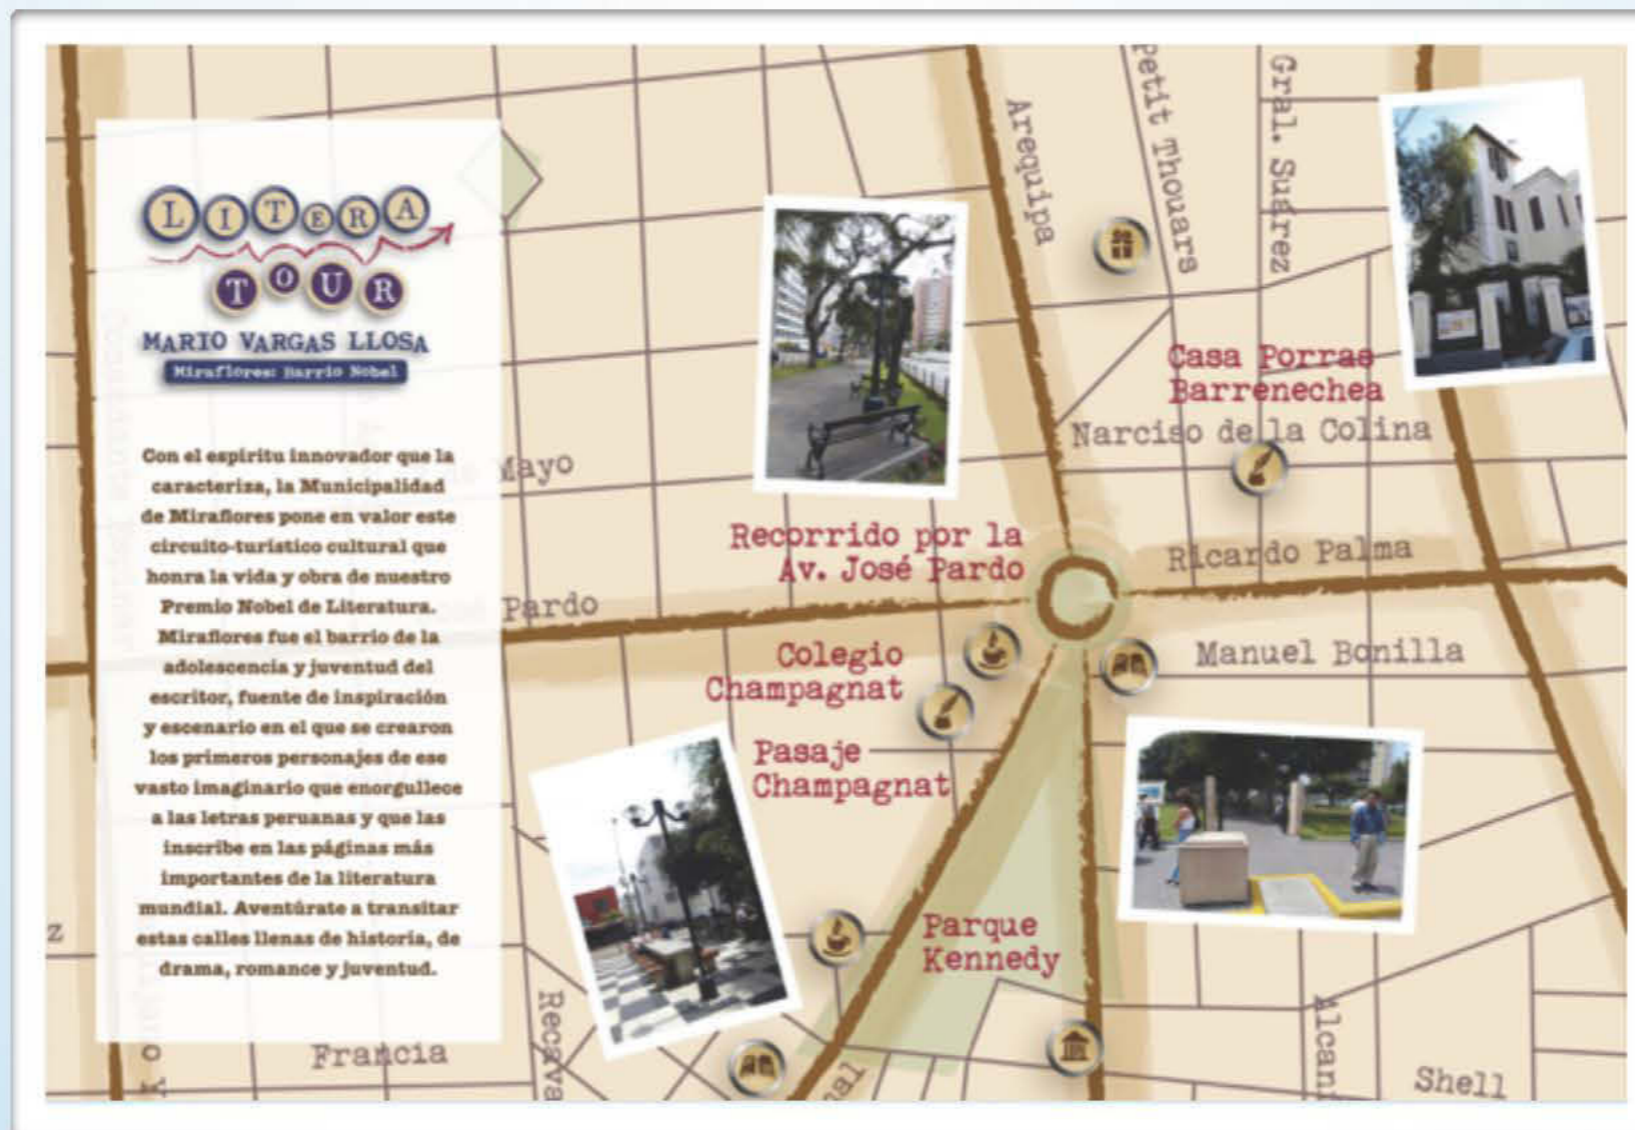 LITERA
TOUR
MARIO VARGAS LLOSA
Miraflores: Barrio Nobel
Con el espíritu innovador que la
caracteriza, la Municipalidad
de Miraflores pone en valor este
circuito-turístico cultural que
honra la vida y obra de nuestro
Premio Nobel de Literatura.
Miraflores fue el barrio de la
adolescencia y juventud del
escritor, fuente de inspiración
y escenario en el que se crearon
los primeros personajes de ese
vasto imaginario que enorgullece
a las letras peruanas y que las
inscribe en las páginas más
importantes de la literatura
mundial. Aventúrate a transitar
estas calles llenas de historia, de
drama, romance y juventud.
Arequipa
Petit Thouars
Gral. Suárez
Casa Porras
Barrenechea
Narciso de la Colina
Mayo
Recorrido por la
Av. José Pardo
Ricardo Palma
Pardo
Colegio
Champagnat
Manuel Bonilla
Pasaje
Champagnat
Parque
Kennedy
z
Francia
Recava
Alcan
Shell